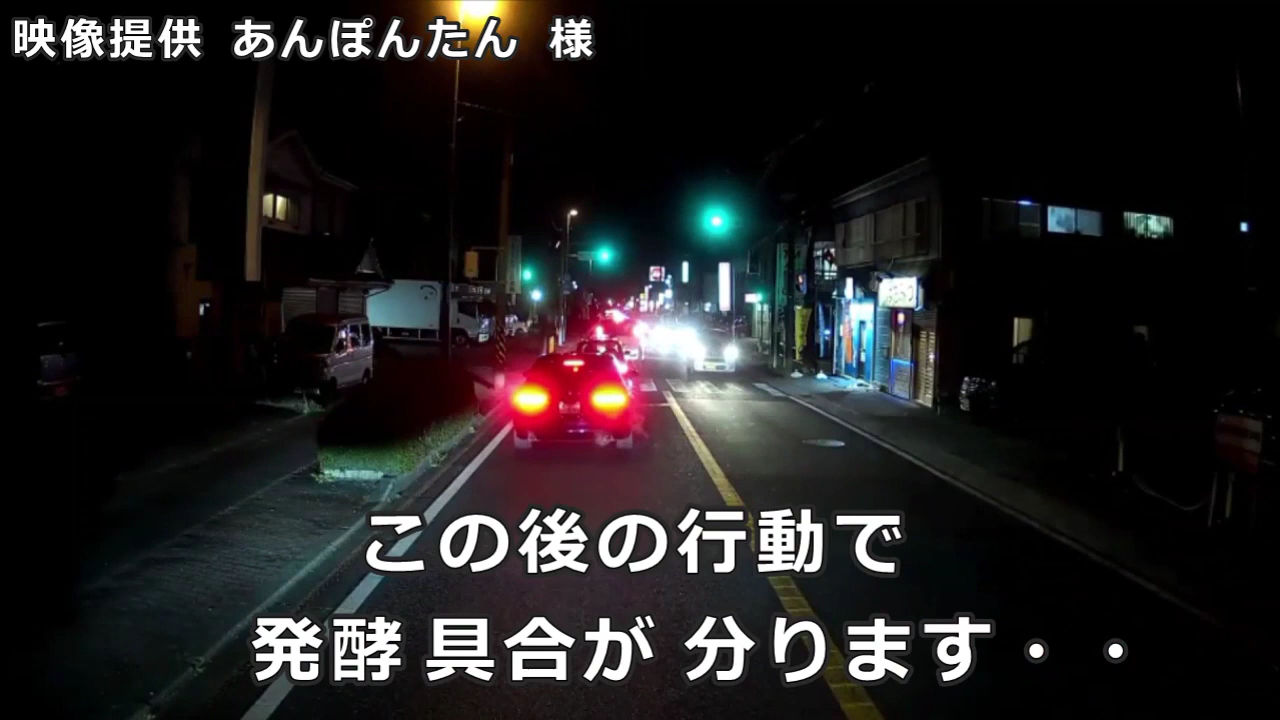 映像提供 あんぽんたん 様
この後の行動で
発酵具合が 分ります・・